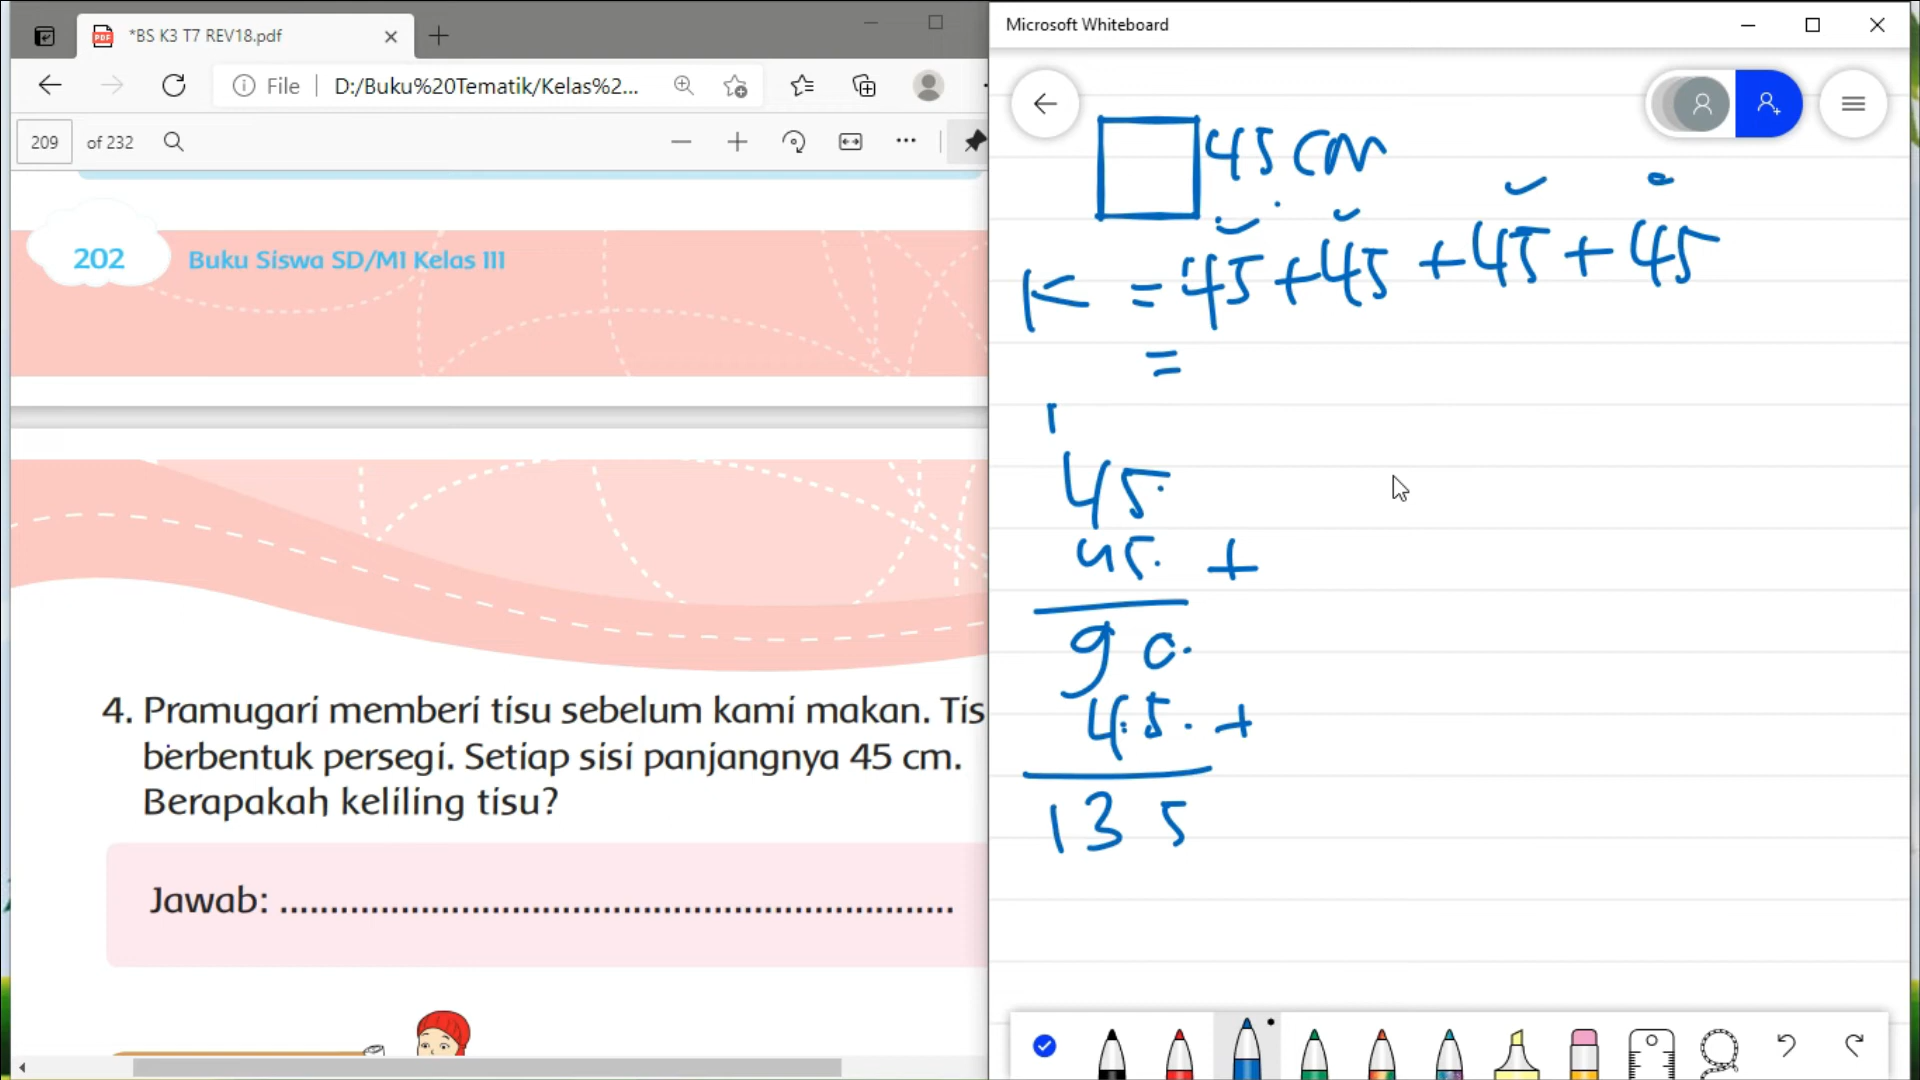 *BS K3 T7 REV18.pdf
File
D:/Buku%20Tematik/Kelas%2...
209 of 232
202
Buku Siswa SD/MI Kelas III
4. Pramugari memberi tisu sebelum kami makan. Tis
berbentuk persegi. Setiap sisi panjangnya 45 cm.
Berapakah keliling tisu?
Jawab: ....................................................................
Microsoft Whiteboard
45 cm
K = 45 + 45 + 45 + 45
=
1
45
45 +
90
45 +
135